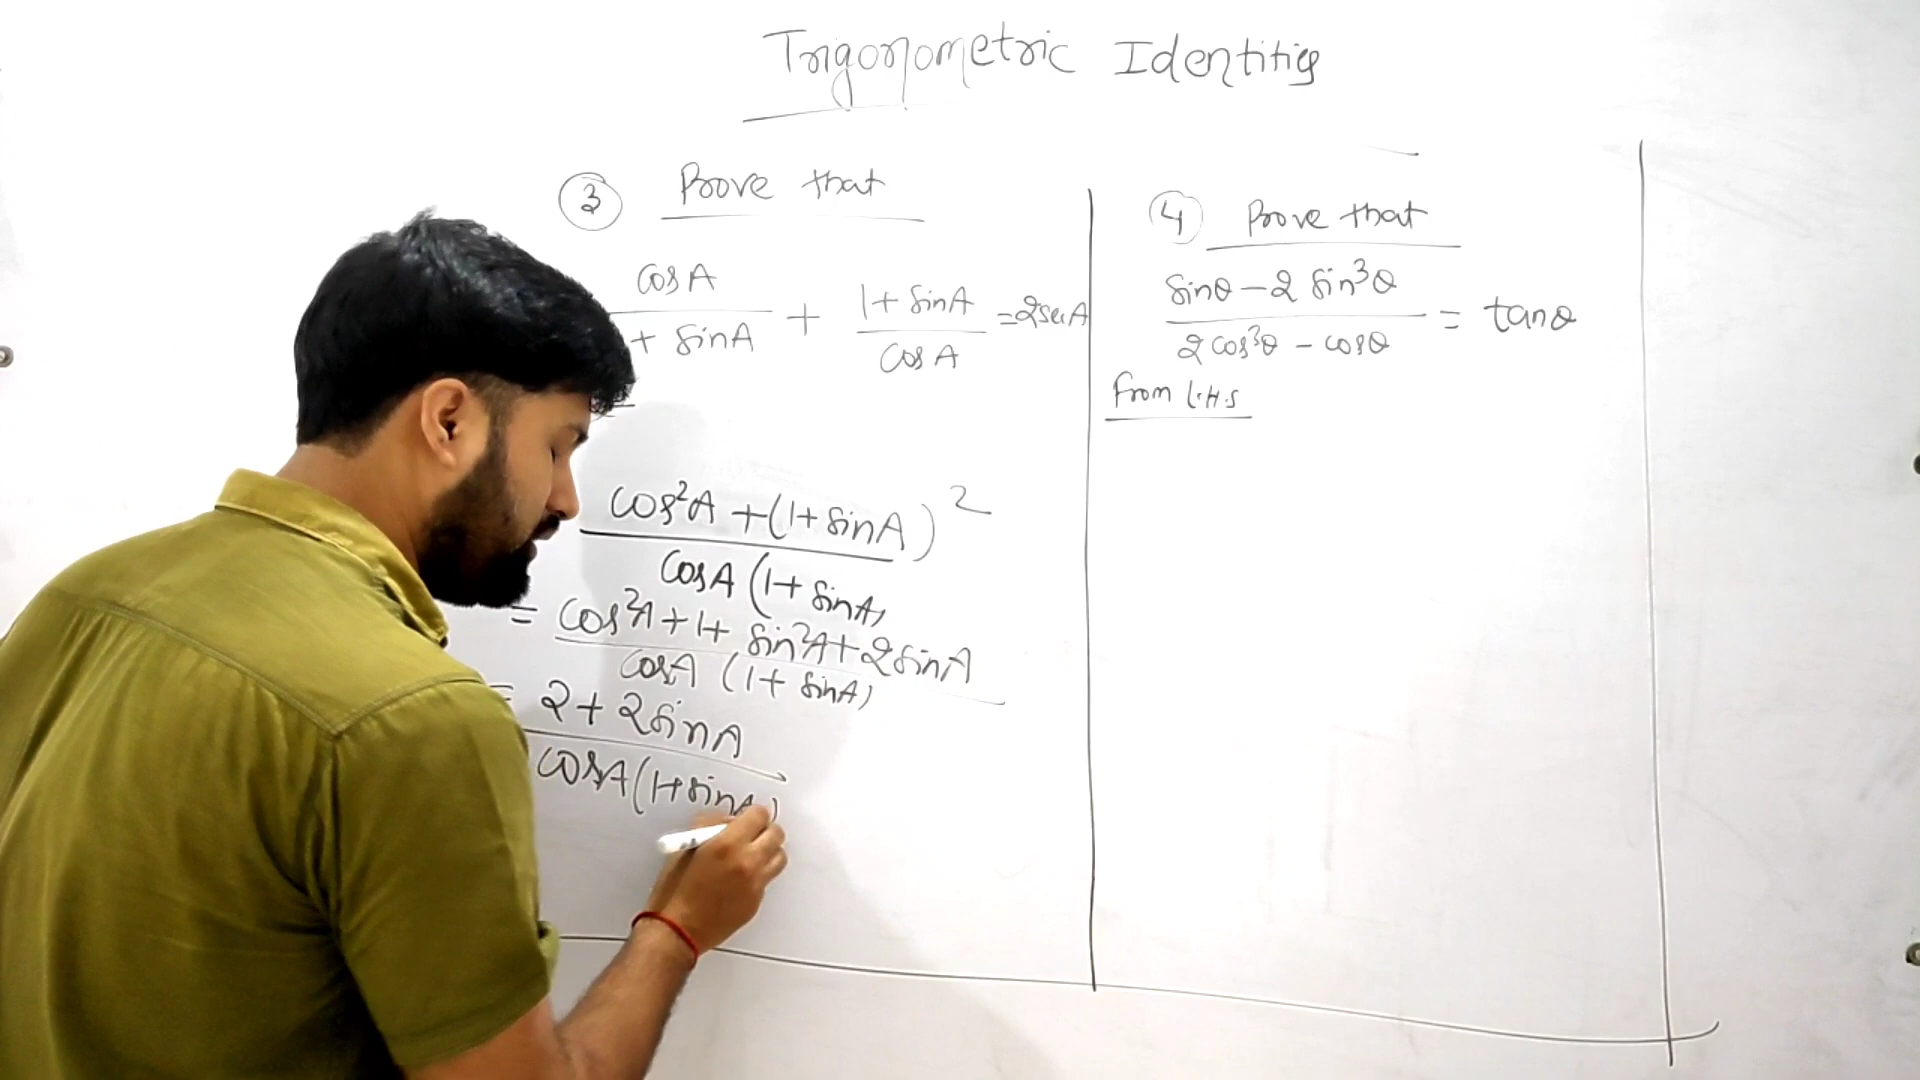 Trigonometric Identities
③ Prove that
cosA / + sinA + 1+ sinA / cosA = 2secA
cos²A +(1+ sinA)² / cosA (1+ sinA)
= cos²A+1+ sin²A+2sinA / cosA (1+ sinA)
= 2+ 2sinA / cosA(1+sinA)
④ Prove that
sinθ - 2 sin³θ / 2cos³θ - cosθ = tanθ
from L.H.S